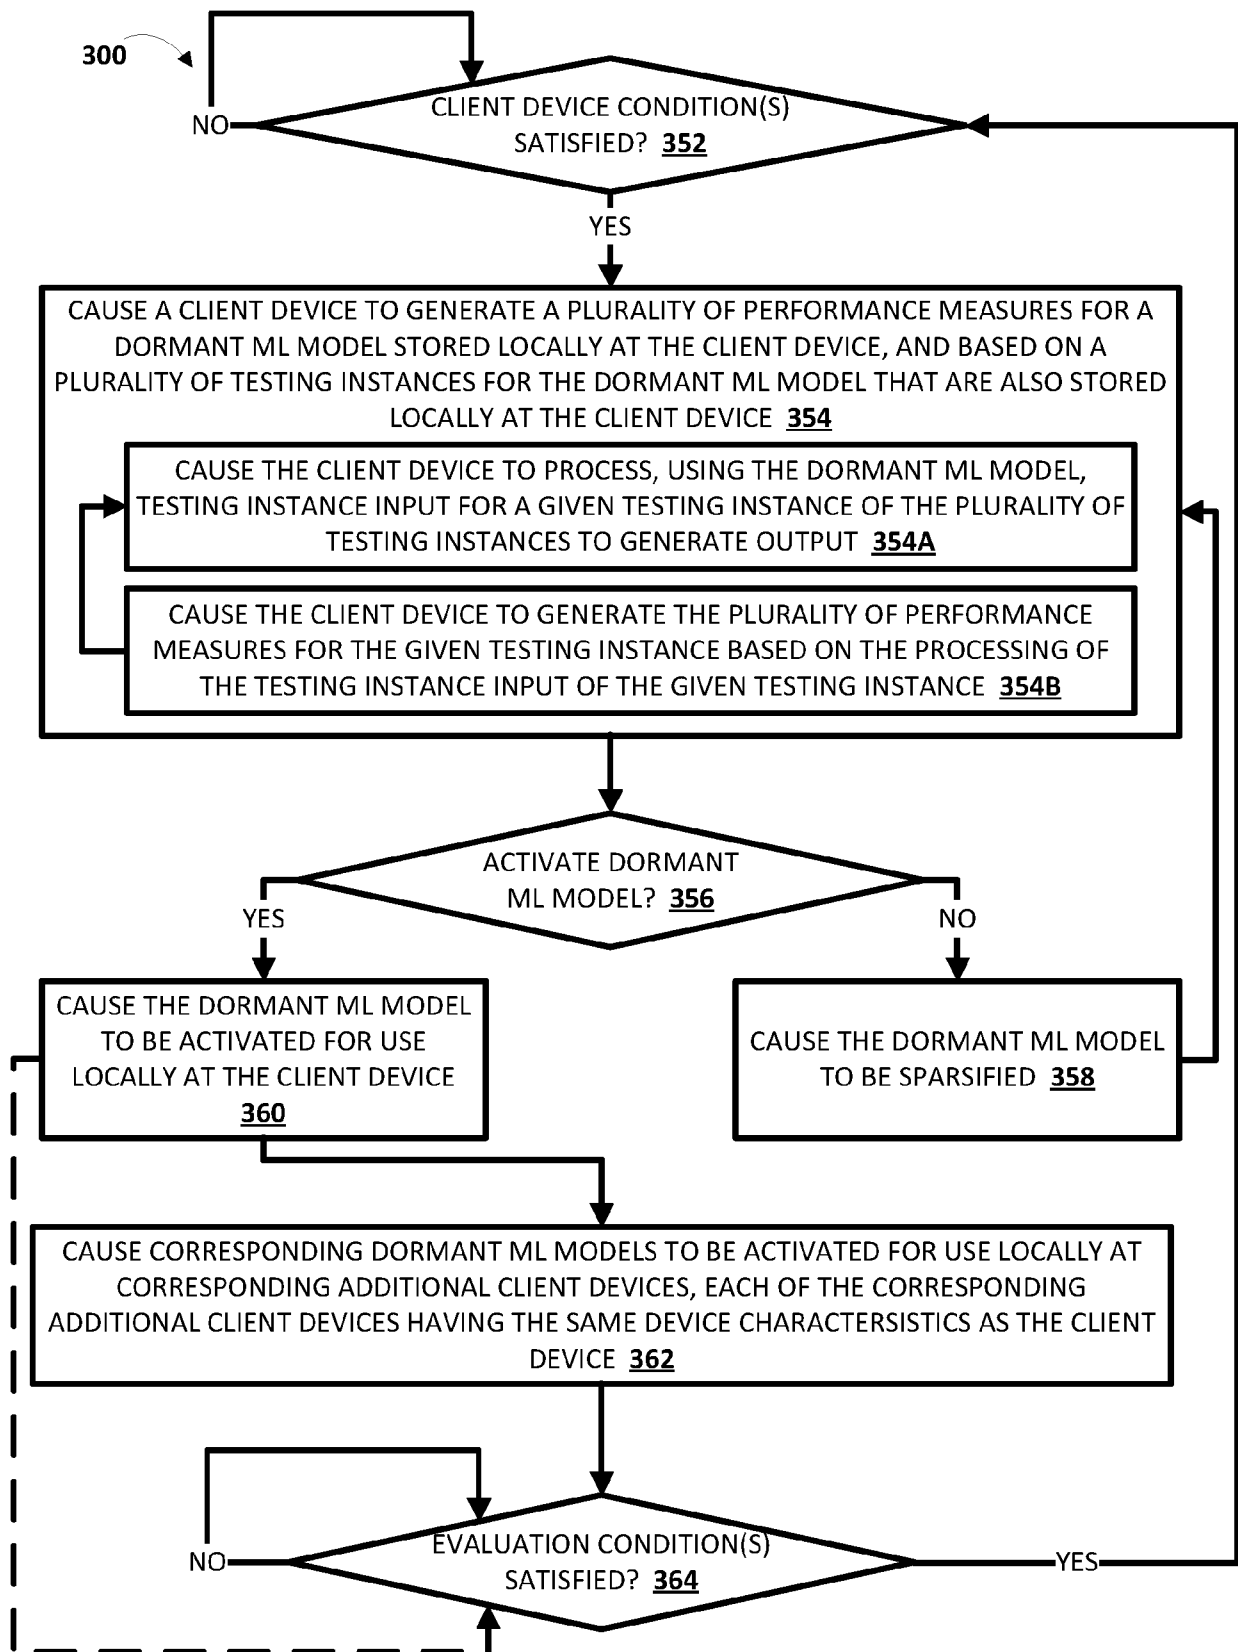 300
CLIENT DEVICE CONDITION(S)
SATISFIED? 352
NO
YES
CAUSE A CLIENT DEVICE TO GENERATE A PLURALITY OF PERFORMANCE MEASURES FOR A
DORMANT ML MODEL STORED LOCALLY AT THE CLIENT DEVICE, AND BASED ON A
PLURALITY OF TESTING INSTANCES FOR THE DORMANT ML MODEL THAT ARE ALSO STORED
LOCALLY AT THE CLIENT DEVICE 354
CAUSE THE CLIENT DEVICE TO PROCESS, USING THE DORMANT ML MODEL,
TESTING INSTANCE INPUT FOR A GIVEN TESTING INSTANCE OF THE PLURALITY OF
TESTING INSTANCES TO GENERATE OUTPUT 354A
CAUSE THE CLIENT DEVICE TO GENERATE THE PLURALITY OF PERFORMANCE
MEASURES FOR THE GIVEN TESTING INSTANCE BASED ON THE PROCESSING OF
THE TESTING INSTANCE INPUT OF THE GIVEN TESTING INSTANCE 354B
ACTIVATE DORMANT
ML MODEL? 356
YES
NO
CAUSE THE DORMANT ML MODEL
TO BE ACTIVATED FOR USE
LOCALLY AT THE CLIENT DEVICE
360
CAUSE THE DORMANT ML MODEL
TO BE SPARSIFIED 358
CAUSE CORRESPONDING DORMANT ML MODELS TO BE ACTIVATED FOR USE LOCALLY AT
CORRESPONDING ADDITIONAL CLIENT DEVICES, EACH OF THE CORRESPONDING
ADDITIONAL CLIENT DEVICES HAVING THE SAME DEVICE CHARACTERSISTICS AS THE CLIENT
DEVICE 362
EVALUATION CONDITION(S)
SATISFIED? 364
NO
YES